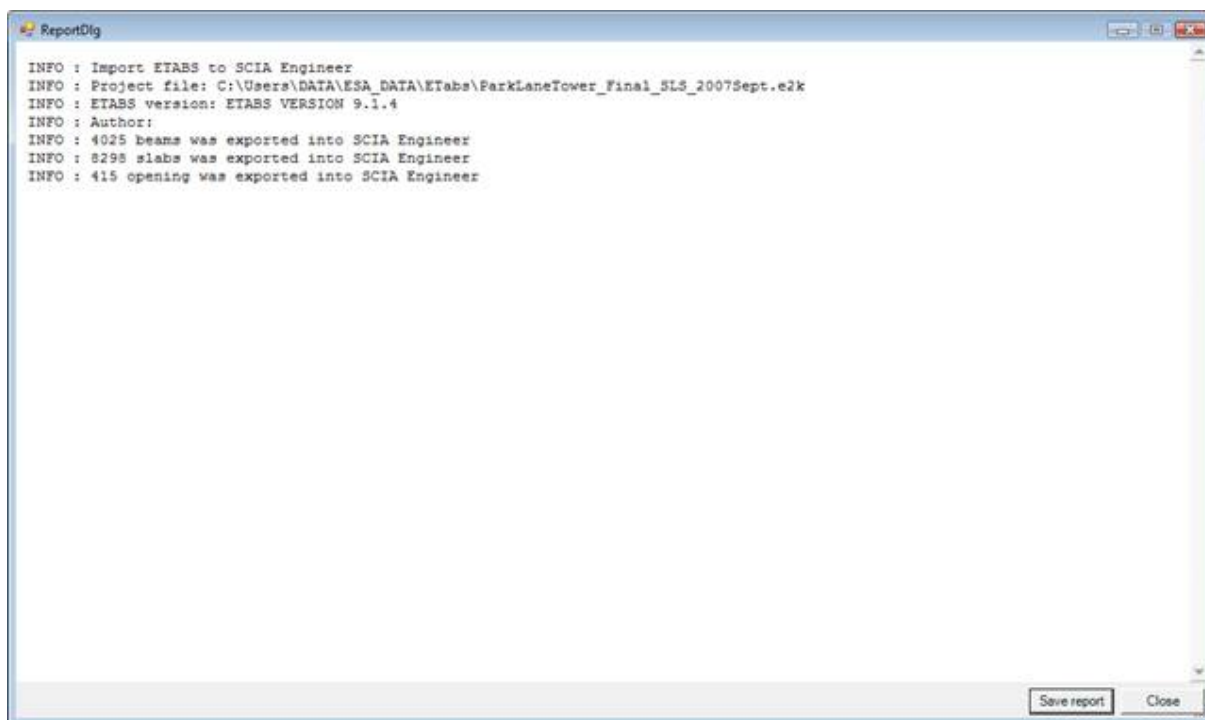 ReportDlg
INFO : Import ETABS to SCIA Engineer
INFO : Project file: C:\Users\DATA\ESA_DATA\ETabs\ParkLaneTower_Final_SLS_2007Sept.e2k
INFO : ETABS version: ETABS VERSION 9.1.4
INFO : Author:
INFO : 4025 beams was exported into SCIA Engineer
INFO : 8298 slabs was exported into SCIA Engineer
INFO : 415 opening was exported into SCIA Engineer
Save report Close